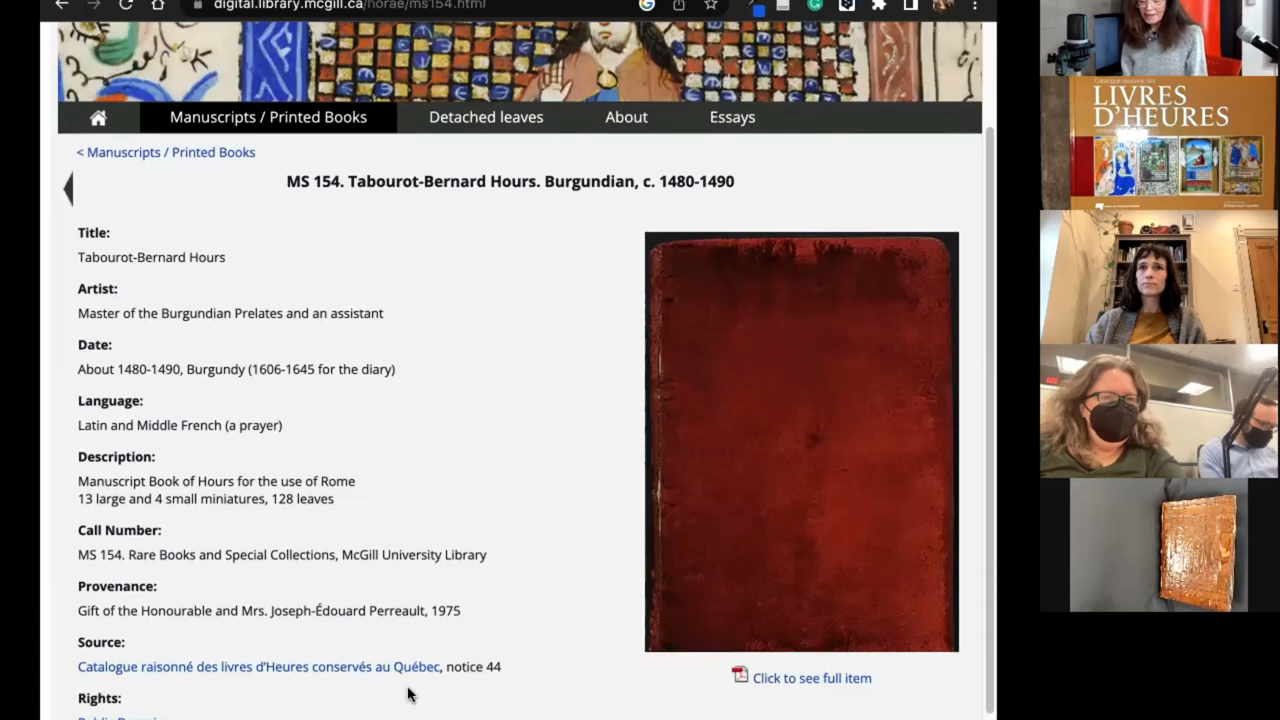 digital.library.mcgill.ca/horae/ms154.html
Manuscripts / Printed Books
Detached leaves
About
Essays
< Manuscripts / Printed Books
MS 154. Tabourot-Bernard Hours. Burgundian, c. 1480-1490
Title:
Tabourot-Bernard Hours
Artist:
Master of the Burgundian Prelates and an assistant
Date:
About 1480-1490, Burgundy (1606-1645 for the diary)
Language:
Latin and Middle French (a prayer)
Description:
Manuscript Book of Hours for the use of Rome
13 large and 4 small miniatures, 128 leaves
Call Number:
MS 154. Rare Books and Special Collections, McGill University Library
Provenance:
Gift of the Honourable and Mrs. Joseph-Édouard Perreault, 1975
Source:
Catalogue raisonné des livres d'Heures conservés au Québec, notice 44
Rights:
Click to see full item
LIVRES
D'HEURES